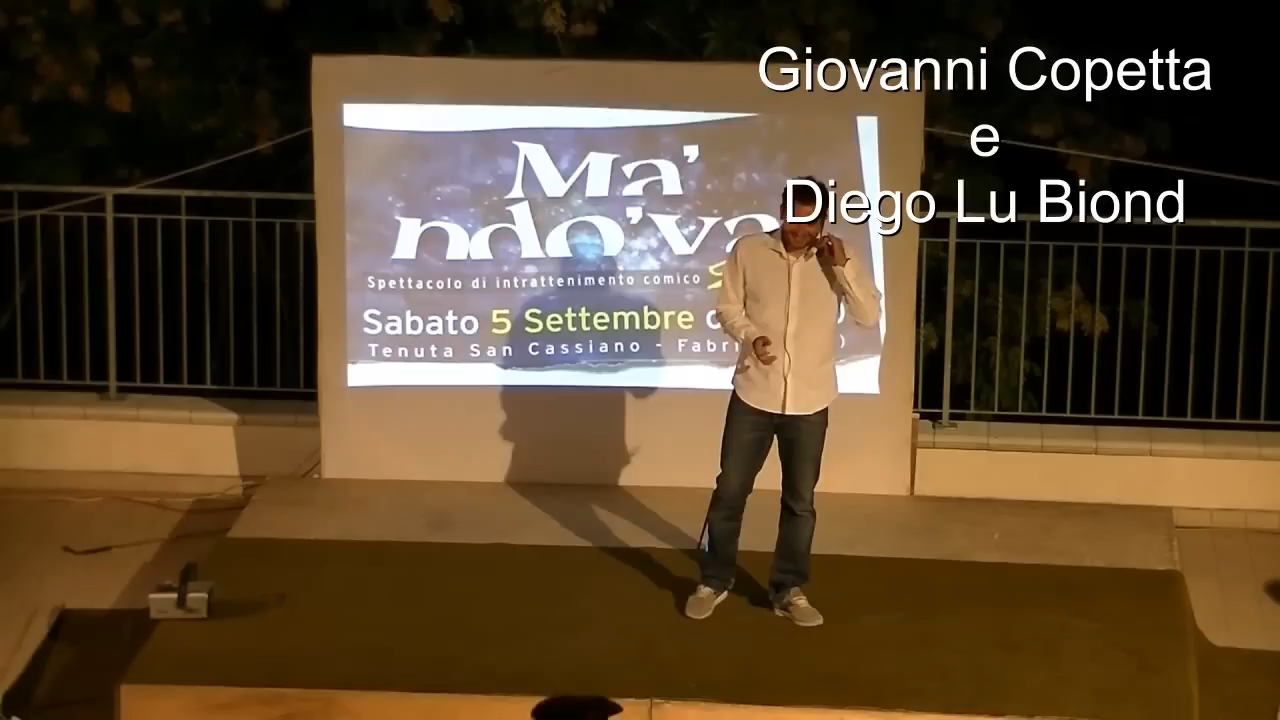 Giovanni Copetta
e
Diego Lu Biond
Ma'
ndo'va
Spettacolo di intrattenimento comico
Sabato 5 Settembre
Tenuta San Cassiano -